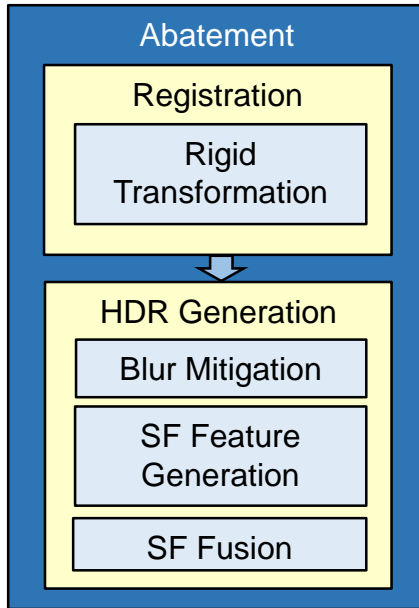 Abatement
Registration
Rigid
Transformation
HDR Generation
Blur Mitigation
SF Feature
Generation
SF Fusion